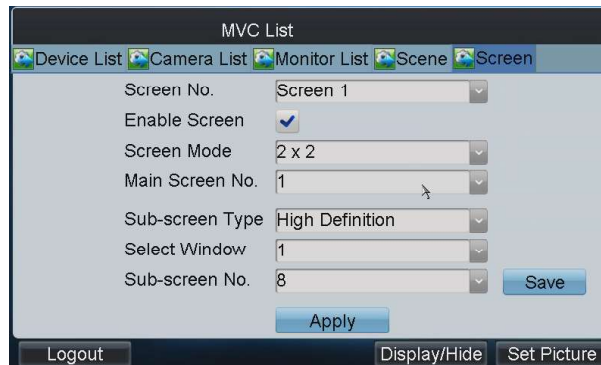 MVC List
Device List Camera List Monitor List Scene Screen
Screen No. Screen 1
Enable Screen
Screen Mode 2 x 2
Main Screen No. 1
Sub-screen Type High Definition
Select Window 1
Sub-screen No. 8 Save
Apply
Logout Display/Hide Set Picture